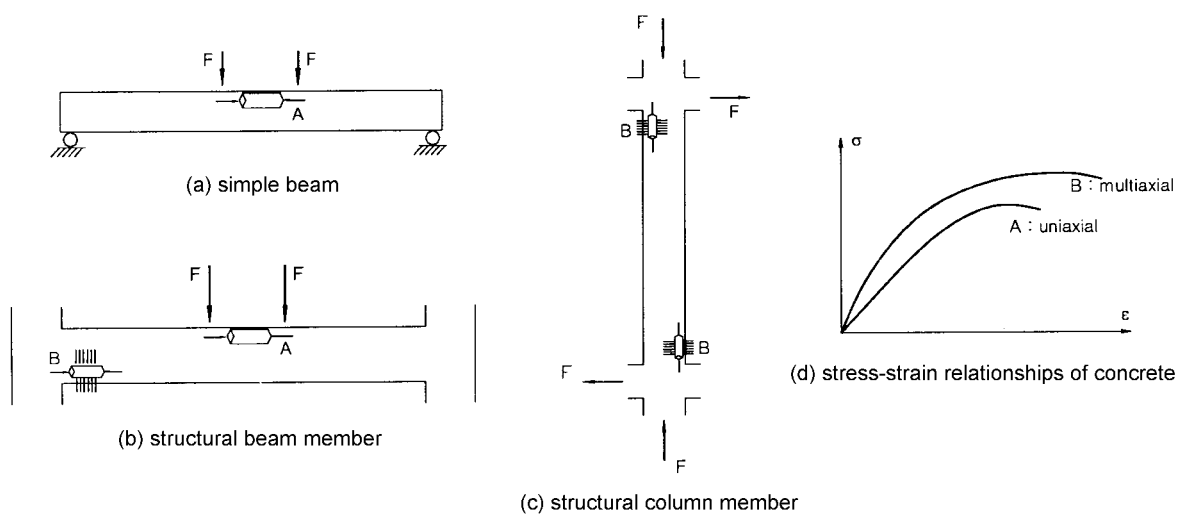 F F
A
(a) simple beam
F F
A
B
(b) structural beam member
F
F
B
B
F
F
(c) structural column member
σ
B : multiaxial
A : uniaxial
ε
(d) stress-strain relationships of concrete